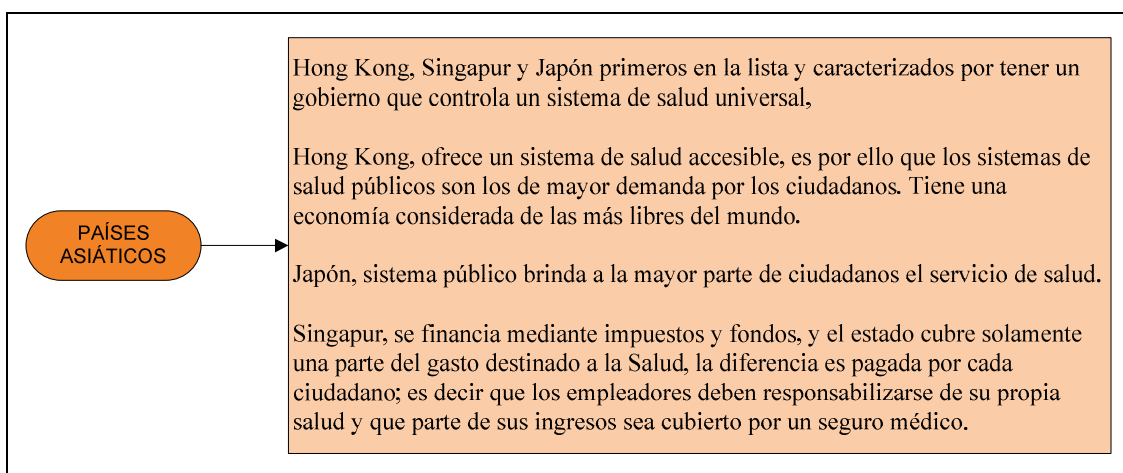 PAÍSES
ASIÁTICOS
Hong Kong, Singapur y Japón primeros en la lista y caracterizados por tener un
gobierno que controla un sistema de salud universal,
Hong Kong, ofrece un sistema de salud accesible, es por ello que los sistemas de
salud públicos son los de mayor demanda por los ciudadanos. Tiene una
economía considerada de las más libres del mundo.
Japón, sistema público brinda a la mayor parte de ciudadanos el servicio de salud.
Singapur, se financia mediante impuestos y fondos, y el estado cubre solamente
una parte del gasto destinado a la Salud, la diferencia es pagada por cada
ciudadano; es decir que los empleadores deben responsabilizarse de su propia
salud y que parte de sus ingresos sea cubierto por un seguro médico.